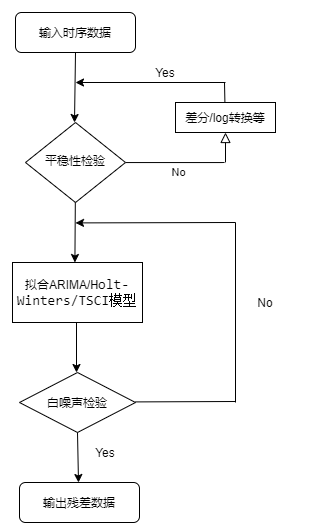 输入时序数据
Yes
差分/log转换等
平稳性检验
No
拟合ARIMA/Holt-
Winters/TSCI模型
No
白噪声检验
Yes
输出残差数据